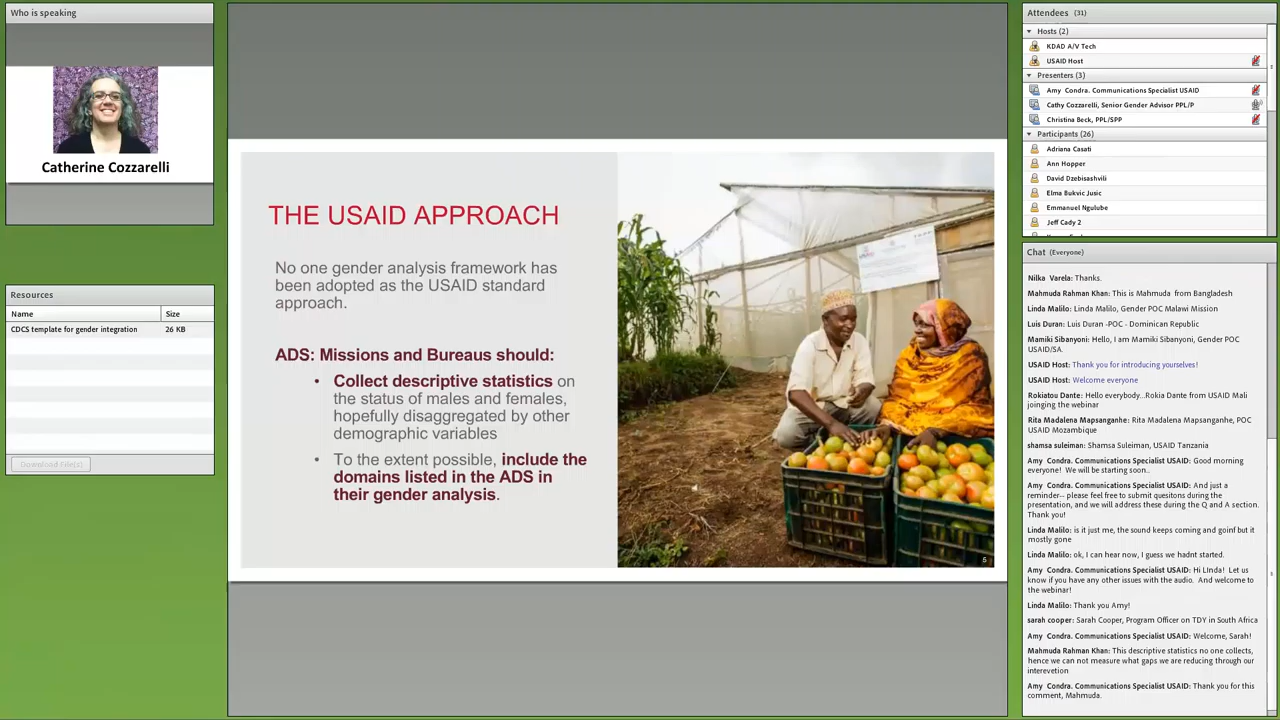 Who is speaking
Catherine Cozzarelli
Resources
Name Size
CDCS template for gender integration 26 KB
Download File(s)
THE USAID APPROACH
No one gender analysis framework has
been adopted as the USAID standard
approach.
ADS: Missions and Bureaus should:
• Collect descriptive statistics on
the status of males and females,
hopefully disaggregated by other
demographic variables
• To the extent possible, include the
domains listed in the ADS in
their gender analysis.
5
Attendees (31)
Hosts (2)
KDAD A/V Tech
USAID Host
Presenters (3)
Amy Condra. Communications Specialist USAID
Cathy Cozzarelli, Senior Gender Advisor PPL/P
Christina Beck, PPL/SPP
Participants (26)
Adriana Casati
Ann Hopper
David Dzebisashvili
Elma Bukvic Jusic
Emmanuel Ngulube
Jeff Cady 2
Chat (Everyone)
Nilka Varela: Thanks.
Mahmuda Rahman Khan: This is Mahmuda from Bangladesh
Linda Malilo: Linda Malilo, Gender POC Malawi Mission
Luis Duran: Luis Duran -POC - Dominican Republic
Mamiki Sibanyoni: Hello, I am Mamiki Sibanyoni, Gender POC
USAID/SA.
USAID Host: Thank you for introducing yourselves!
USAID Host: Welcome everyone
Rokiatou Dante: Hello everybody...Rokia Dante from USAID Mali
joinging the webinar
Rita Madalena Mapsanganhe: Rita Madalena Mapsanganhe, POC
USAID Mozambique
shamsa suleiman: Shamsa Suleiman, USAID Tanzania
Amy Condra. Communications Specialist USAID: Good morning
everyone! We will be starting soon..
Amy Condra. Communications Specialist USAID: And just a
reminder-- please feel free to submit quesitons during the
presentation, and we will address these during the Q and A section.
Thank you!
Linda Malilo: is it just me, the sound keeps coming and goinf but it
mostly gone
Linda Malilo: ok, I can hear now, I guess we hadnt started.
Amy Condra. Communications Specialist USAID: Hi LInda! Let us
know if you have any other issues with the audio. And welcome to
the webinar!
Linda Malilo: Thank you Amy!
sarah cooper: Sarah Cooper, Program Officer on TDY in South Africa
Amy Condra. Communications Specialist USAID: Welcome, Sarah!
Mahmuda Rahman Khan: This descriptive statistics no one collects,
hence we can not measure what gaps we are reducing through our
interevetion
Amy Condra. Communications Specialist USAID: Thank you for this
comment, Mahmuda.